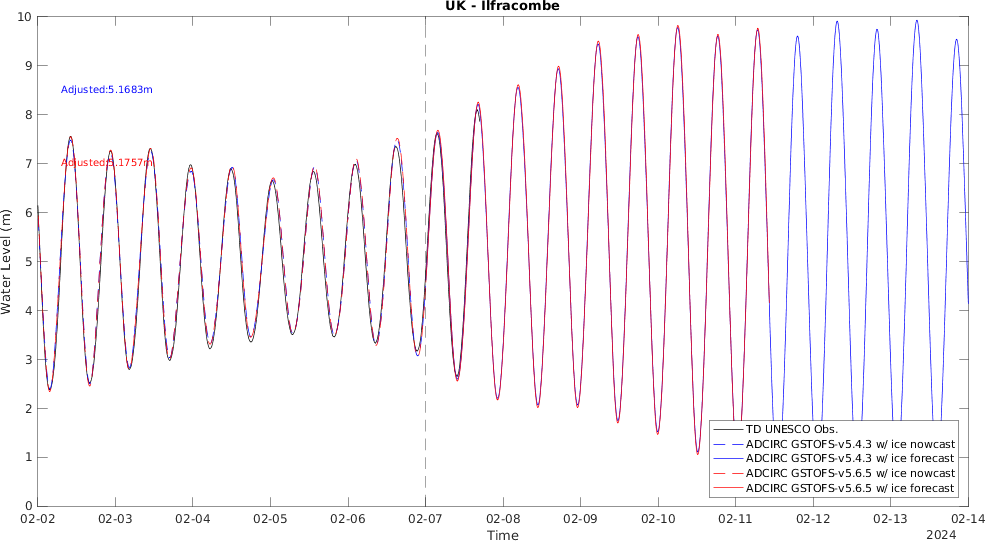 UK - Ilfracombe
10
9
8
7
6
5
4
3
2
1
0
Water Level (m)
Adjusted:5.1683m
Adjusted:5.1757m
TD UNESCO Obs.
ADCIRC GSTOFS-v5.4.3 w/ ice nowcast
ADCIRC GSTOFS-v5.4.3 w/ ice forecast
ADCIRC GSTOFS-v5.6.5 w/ ice nowcast
ADCIRC GSTOFS-v5.6.5 w/ ice forecast
02-02 02-03 02-04 02-05 02-06 02-07 02-08 02-09 02-10 02-11 02-12 02-13 02-14
Time
2024